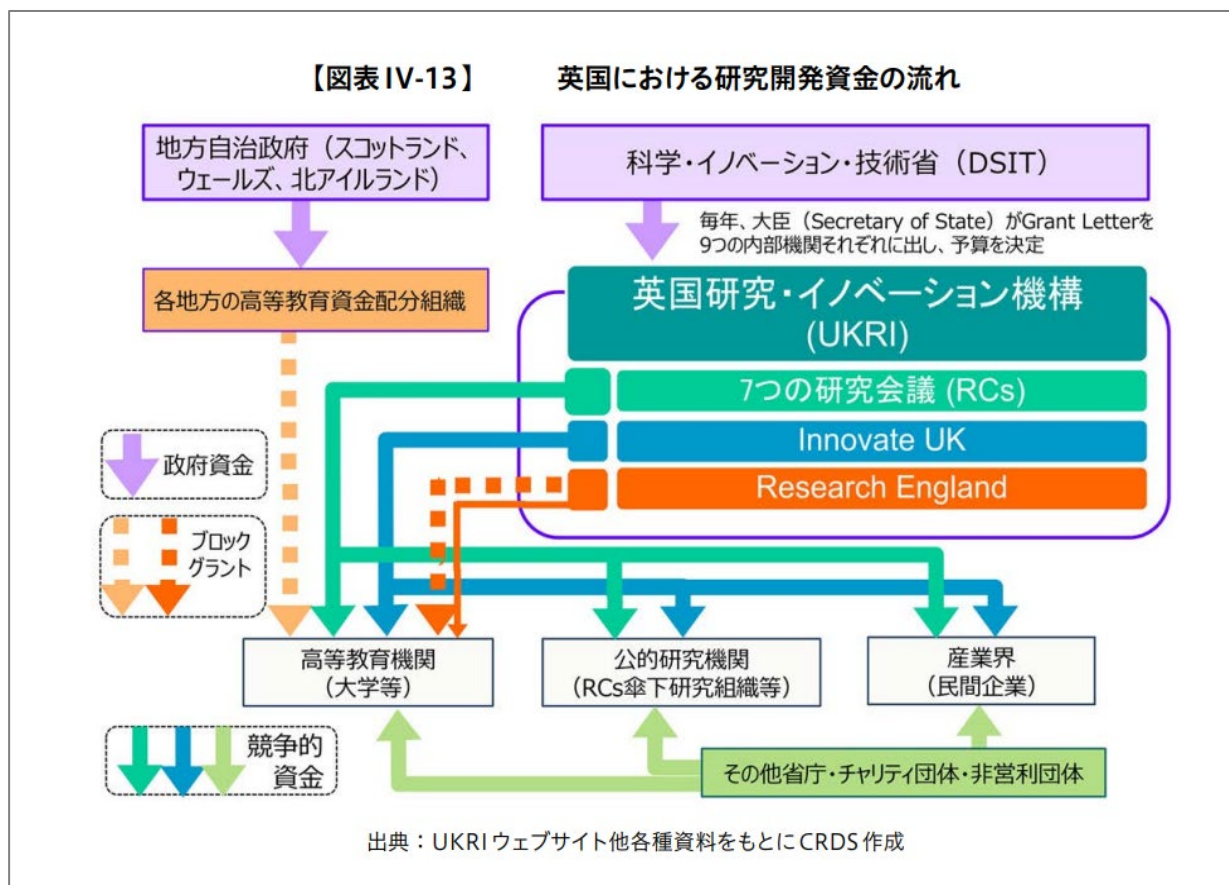 【図表IV-13】 英国における研究開発資金の流れ
地方自治政府（スコットランド、
ウェールズ、北アイルランド）
科学・イノベーション・技術省（DSIT）
毎年、大臣（Secretary of State）がGrant Letterを
9つの内部機関それぞれに出し、予算を決定
各地方の高等教育資金配分組織
英国研究・イノベーション機構
(UKRI)
7つの研究会議 (RCs)
Innovate UK
Research England
政府資金
ブロック
グラント
高等教育機関
（大学等）
公的研究機関
（RCs傘下研究組織等）
産業界
（民間企業）
競争的
資金
その他省庁・チャリティ団体・非営利団体
出典：UKRIウェブサイト他各種資料をもとにCRDS作成